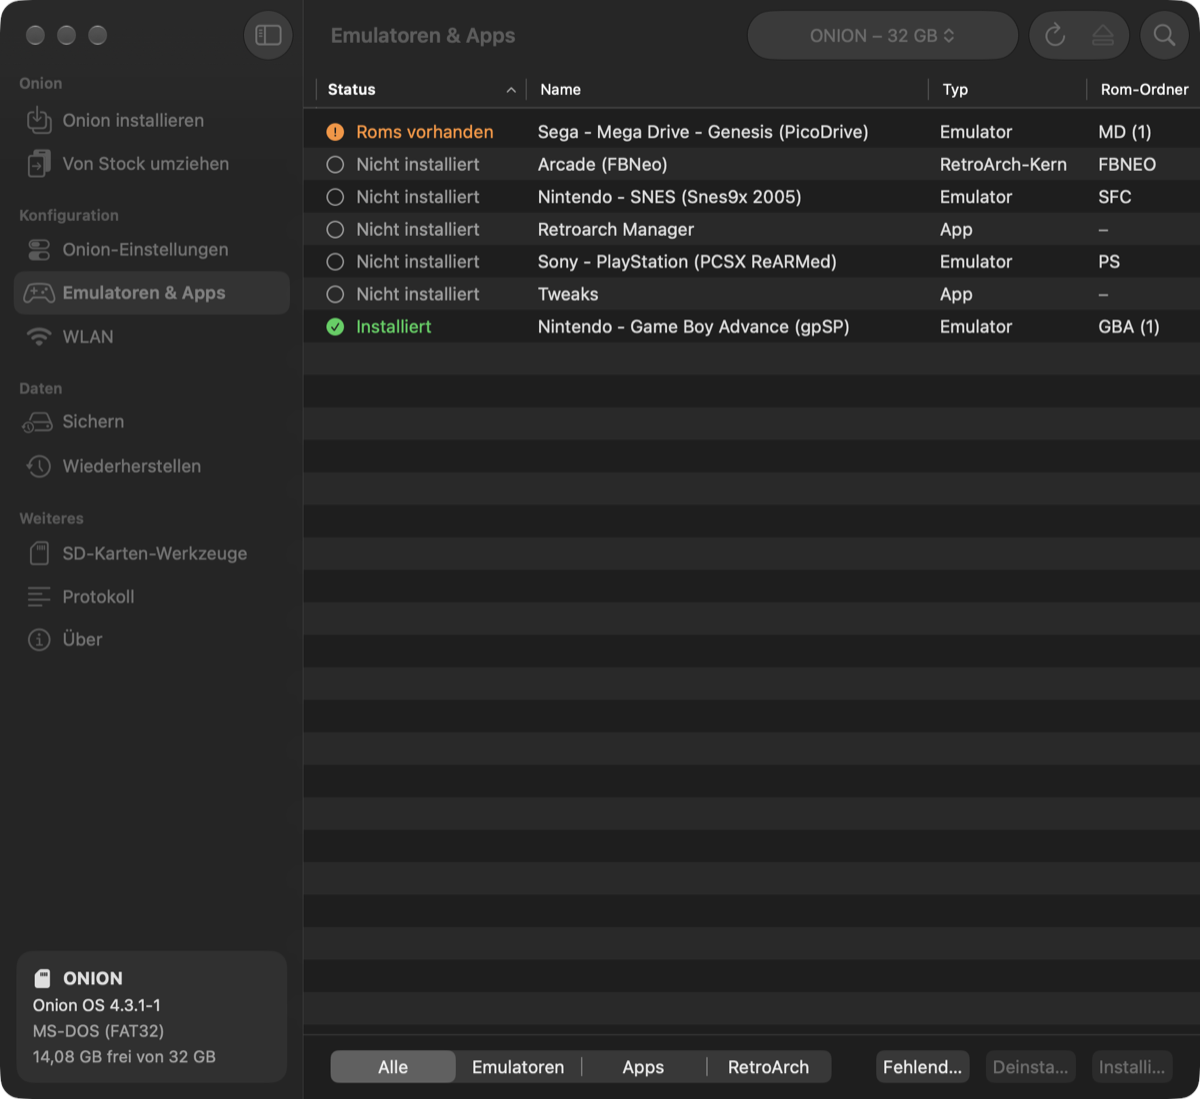 Emulatoren & Apps
ONION – 32 GB
Onion
Onion installieren
Von Stock umziehen
Konfiguration
Onion-Einstellungen
Emulatoren & Apps
WLAN
Daten
Sichern
Wiederherstellen
Weiteres
SD-Karten-Werkzeuge
Protokoll
Über
ONION
Onion OS 4.3.1-1
MS-DOS (FAT32)
14,08 GB frei von 32 GB
Status Name Typ Rom-Ordner
Roms vorhanden Sega - Mega Drive - Genesis (PicoDrive) Emulator MD (1)
Nicht installiert Arcade (FBNeo) RetroArch-Kern FBNEO
Nicht installiert Nintendo - SNES (Snes9x 2005) Emulator SFC
Nicht installiert Retroarch Manager App –
Nicht installiert Sony - PlayStation (PCSX ReARMed) Emulator PS
Nicht installiert Tweaks App –
Installiert Nintendo - Game Boy Advance (gpSP) Emulator GBA (1)
Alle Emulatoren Apps RetroArch Fehlend... Deinsta... Installi...